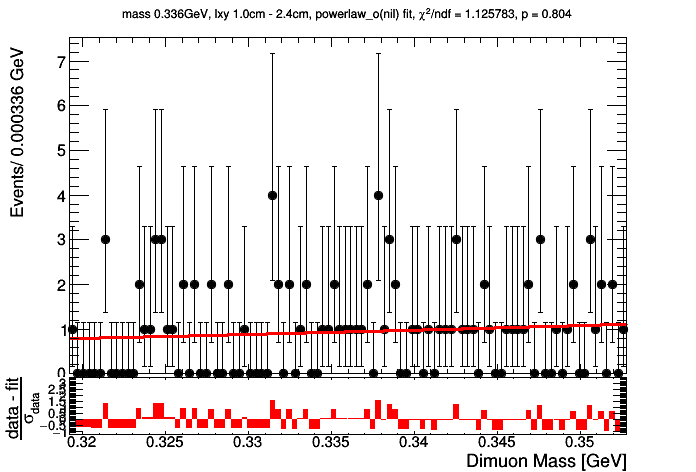 mass 0.336GeV, lxy 1.0cm - 2.4cm, powerlaw_o(nil) fit, χ²/ndf = 1.125783, p = 0.804
Events/ 0.000336 GeV
7
6
5
4
3
2
1
0
data - fit
σdata
0.32 0.325 0.33 0.335 0.34 0.345 0.35
Dimuon Mass [GeV]